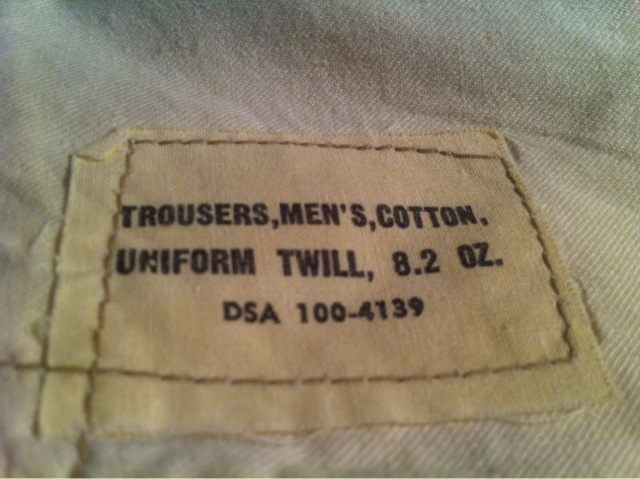 TROUSERS,MEN'S,COTTON.
UNIFORM TWILL, 8.2 OZ.
DSA 100-4139